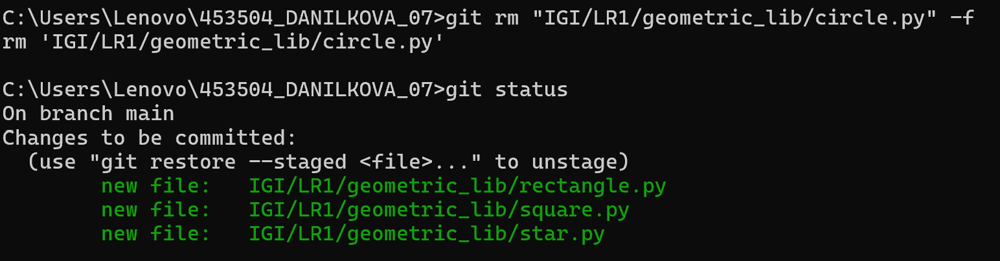 C:\Users\Lenovo\453504_DANILKOVA_07>git rm "IGI/LR1/geometric_lib/circle.py" -f
rm 'IGI/LR1/geometric_lib/circle.py'
C:\Users\Lenovo\453504_DANILKOVA_07>git status
On branch main
Changes to be committed:
  (use "git restore --staged <file>..." to unstage)
        new file:   IGI/LR1/geometric_lib/rectangle.py
        new file:   IGI/LR1/geometric_lib/square.py
        new file:   IGI/LR1/geometric_lib/star.py